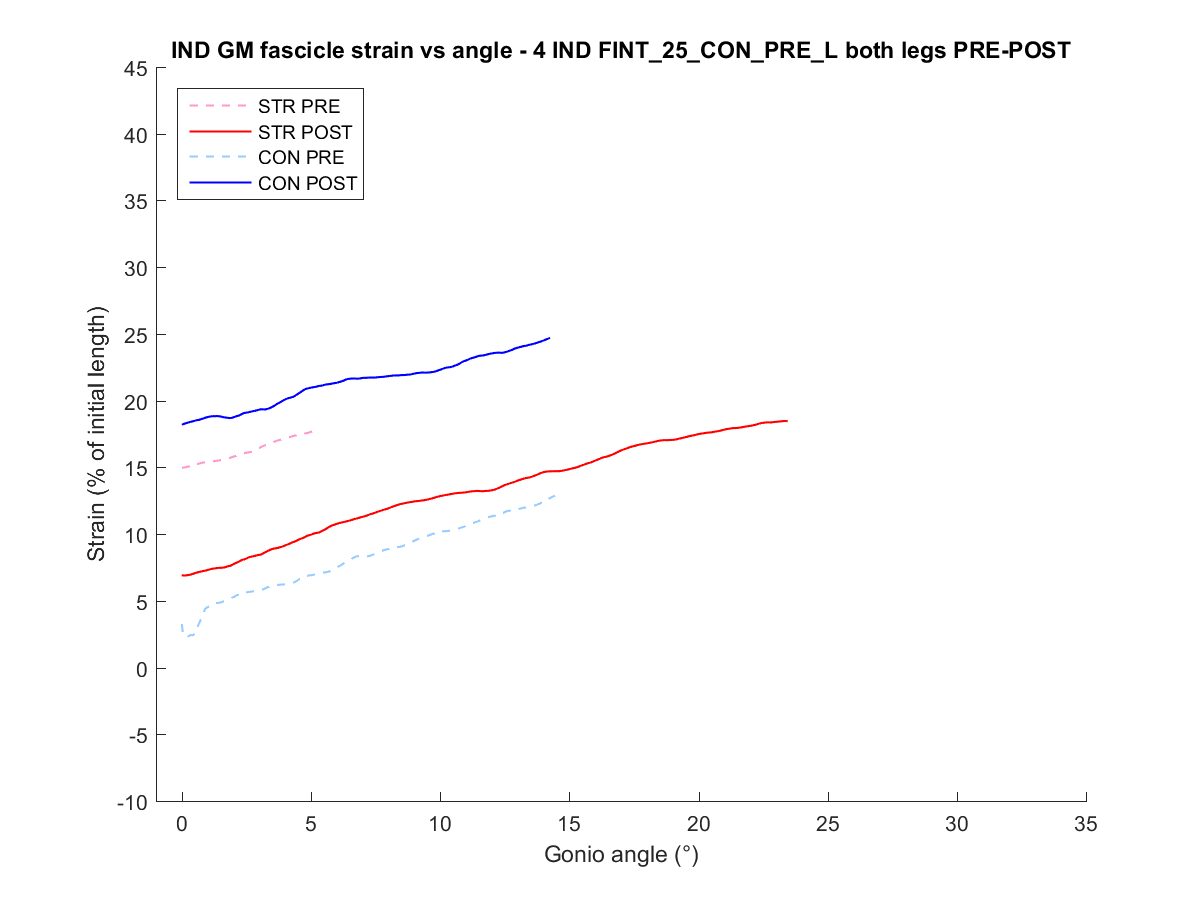 IND GM fascicle strain vs angle - 4 IND FINT_25_CON_PRE_L both legs PRE-POST
45
40
35
30
25
20
15
10
5
0
-5
-10
STR PRE
STR POST
CON PRE
CON POST
Strain (% of initial length)
0 5 10 15 20 25 30 35
Gonio angle (°)